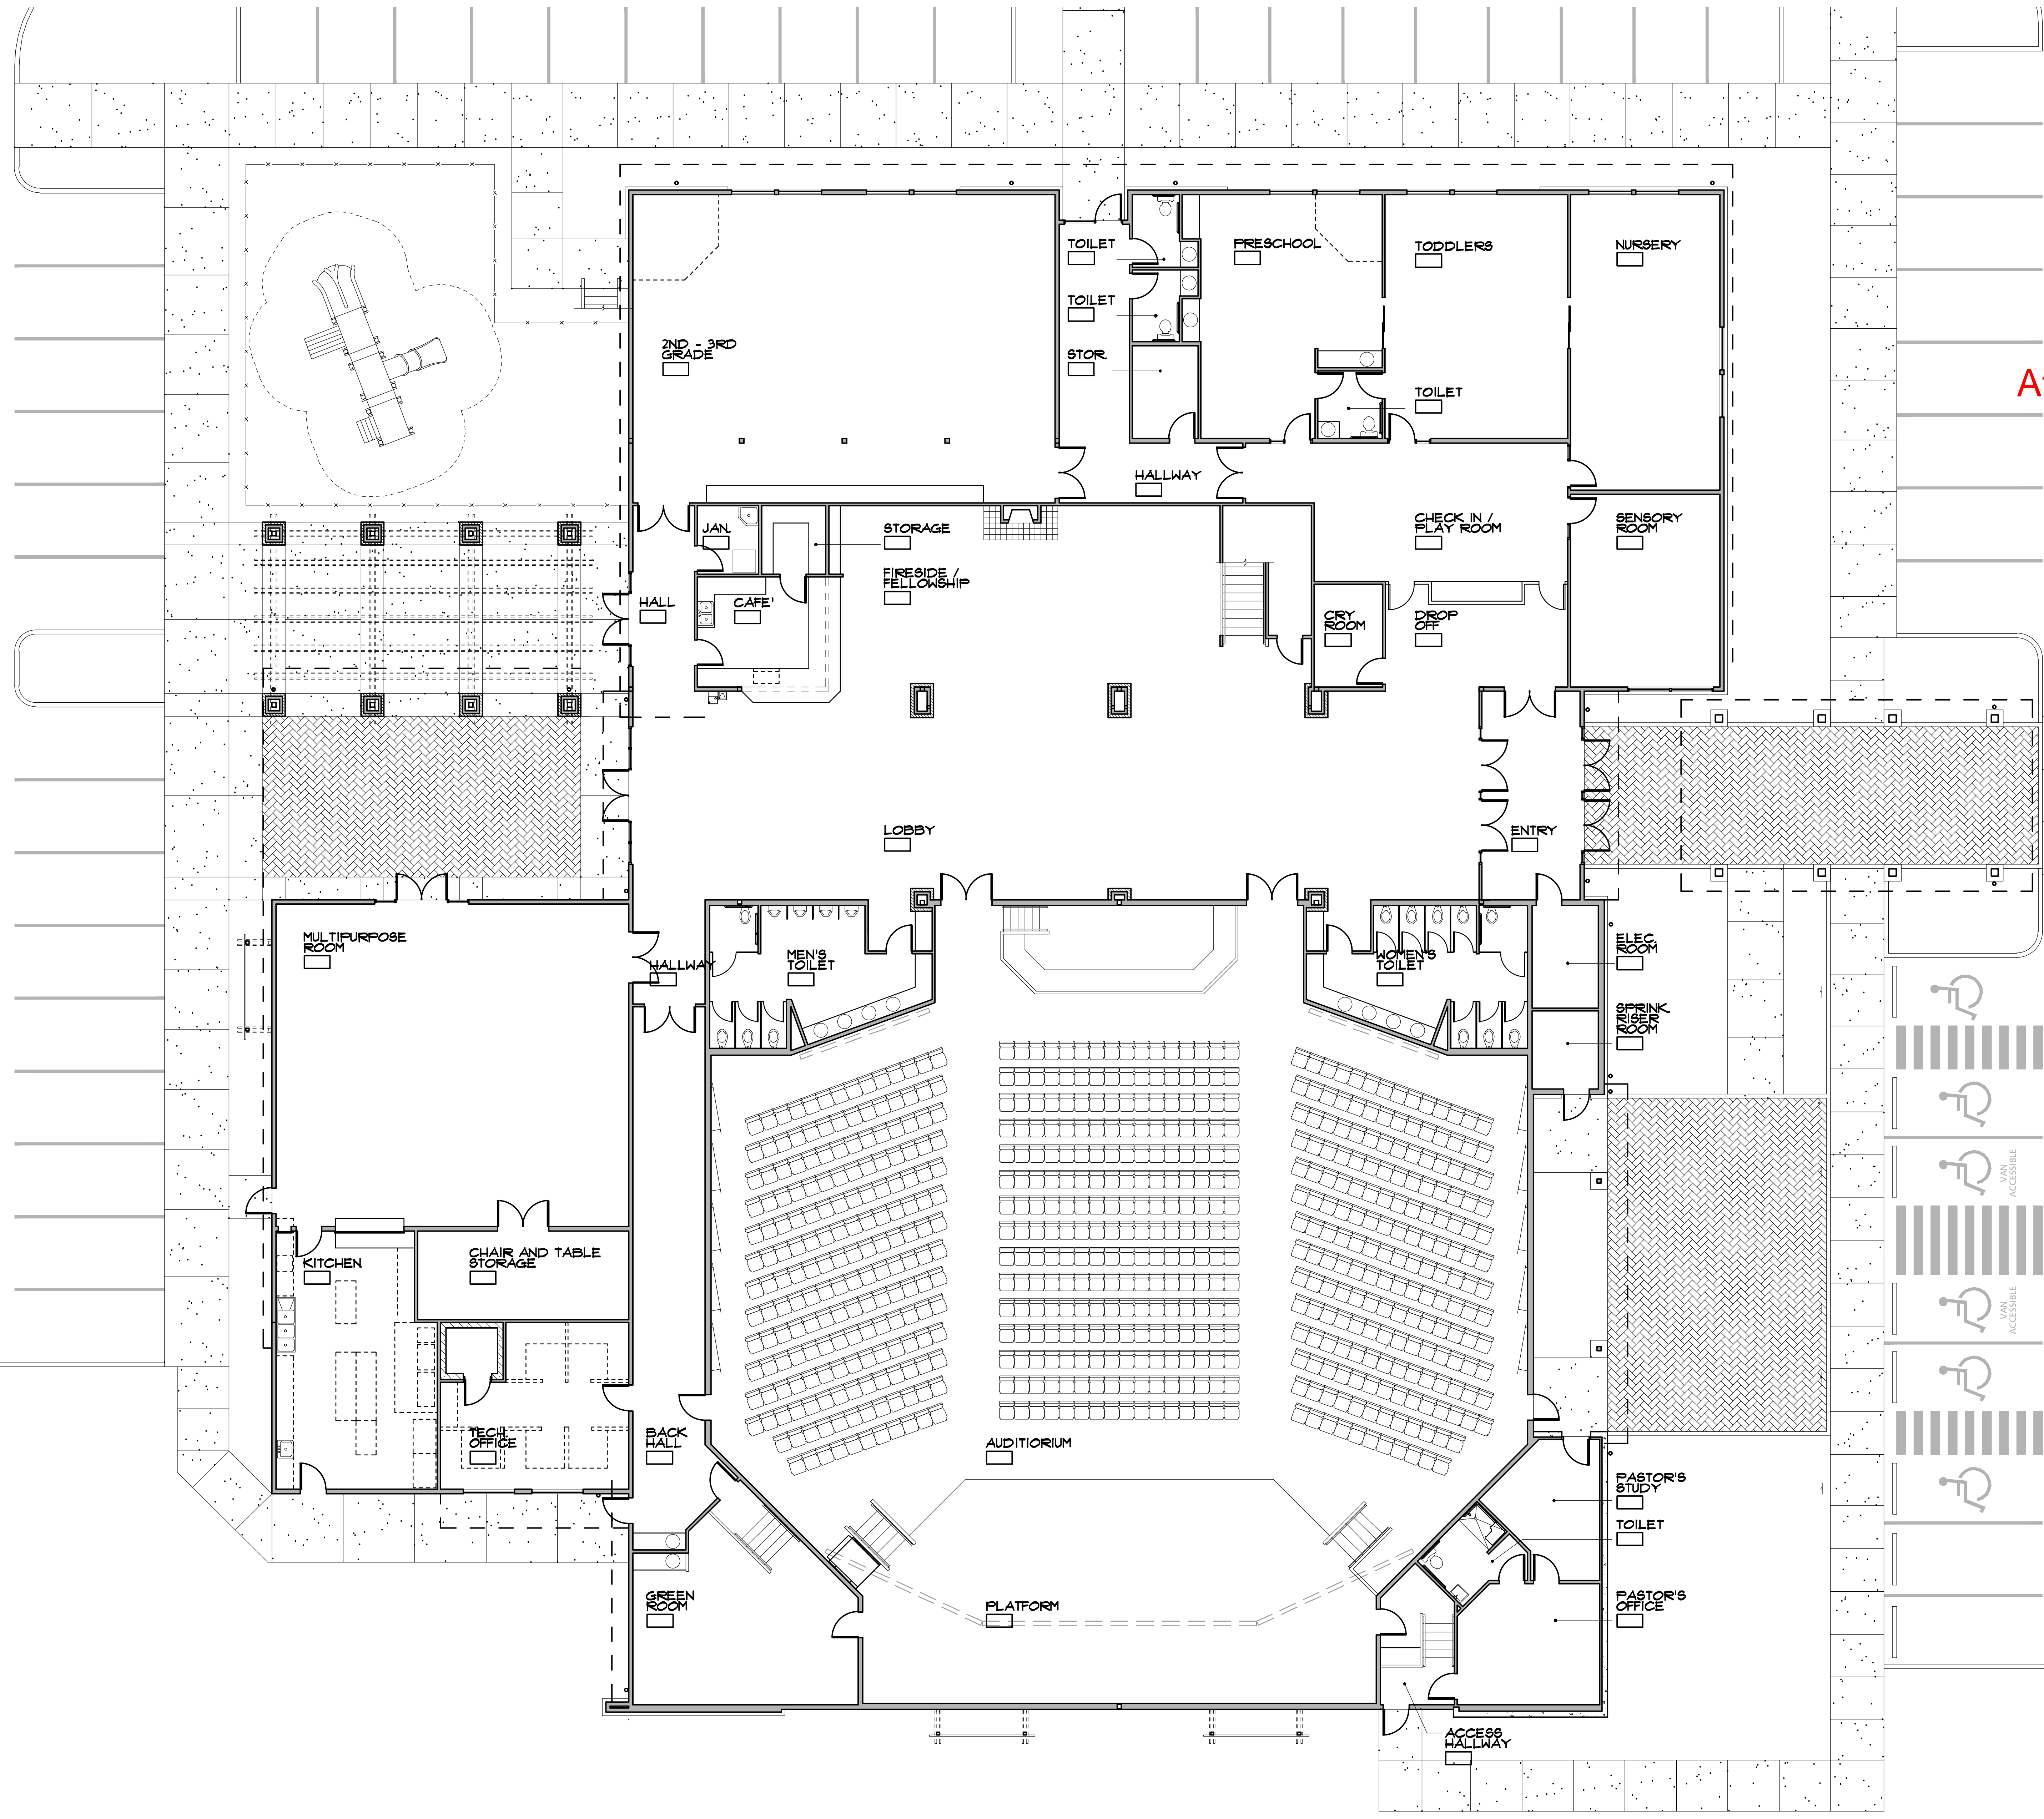 TOILET
PRESCHOOL
TODDLERS
NURSERY
TOILET
2ND - 3RD
GRADE
STOR.
TOILET
HALLWAY
JAN.
STORAGE
CHECK IN /
PLAY ROOM
SENSORY
ROOM
FIRESIDE /
FELLOWSHIP
HALL
CAFE'
CRY
ROOM
DROP
OFF
LOBBY
ENTRY
MULTIPURPOSE
ROOM
HALLWAY
MEN'S
TOILET
WOMEN'S
TOILET
ELEC.
ROOM
SPRINK.
RISER
ROOM
VAN
ACCESSIBLE
KITCHEN
CHAIR AND TABLE
STORAGE
VAN
ACCESSIBLE
TECH.
OFFICE
BACK
HALL
AUDITIORIUM
PASTOR'S
STUDY
TOILET
GREEN
ROOM
PLATFORM
PASTOR'S
OFFICE
ACCESS
HALLWAY